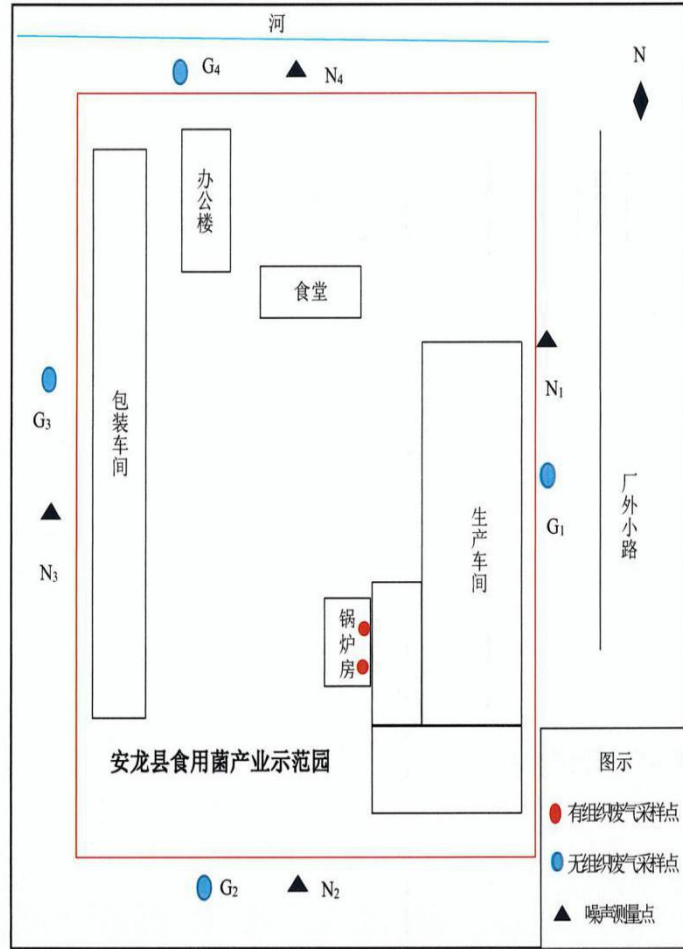 河
G₄
N₄
N
办公楼
食堂
N₁
G₃
包装车间
厂外小路
G₁
生产车间
N₃
锅炉房
安龙县食用菌产业示范园
图示
有组织废气采样点
无组织废气采样点
噪声测量点
G₂
N₂